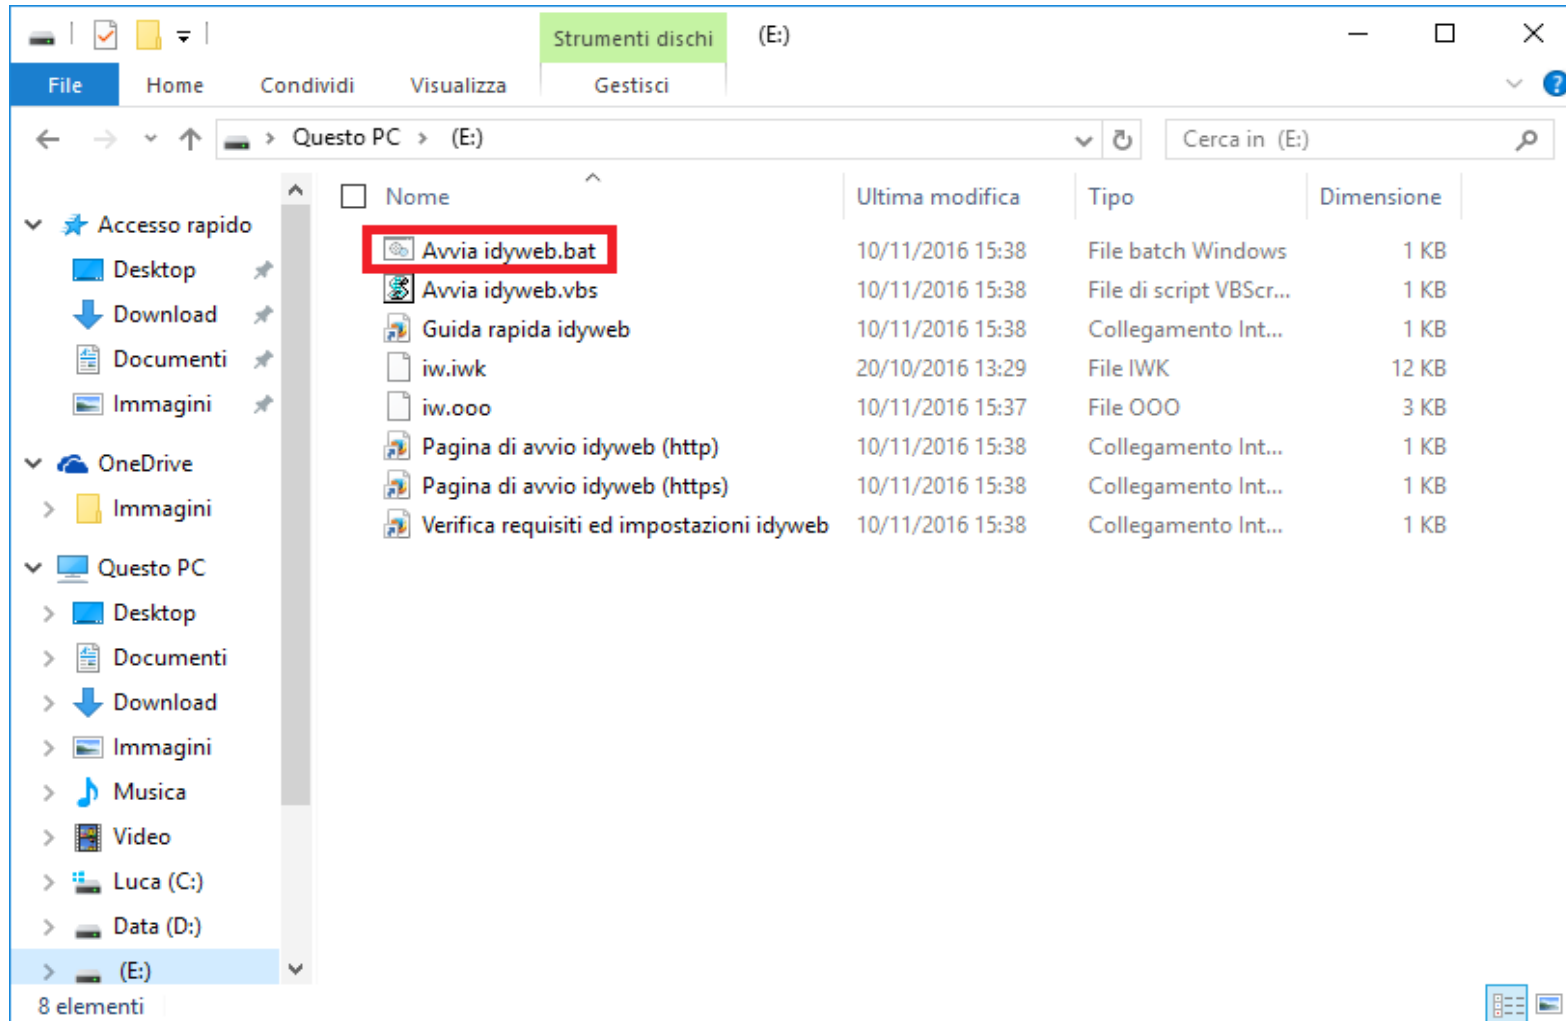 Strumenti dischi (E:)
File Home Condividi Visualizza Gestisci ?
Questo PC (E:) Cerca in (E:)
Nome Ultima modifica Tipo Dimensione
Accesso rapido
Desktop
Download
Documenti
Immagini
OneDrive
Immagini
Questo PC
Desktop
Documenti
Download
Immagini
Musica
Video
Luca (C:)
Data (D:)
(E:)
Avvia idyweb.bat 10/11/2016 15:38 File batch Windows 1 KB
Avvia idyweb.vbs 10/11/2016 15:38 File di script VBScr... 1 KB
Guida rapida idyweb 10/11/2016 15:38 Collegamento Int... 1 KB
iw.iwk 20/10/2016 13:29 File IWK 12 KB
iw.ooo 10/11/2016 15:37 File OOO 3 KB
Pagina di avvio idyweb (http) 10/11/2016 15:38 Collegamento Int... 1 KB
Pagina di avvio idyweb (https) 10/11/2016 15:38 Collegamento Int... 1 KB
Verifica requisiti ed impostazioni idyweb 10/11/2016 15:38 Collegamento Int... 1 KB
8 elementi